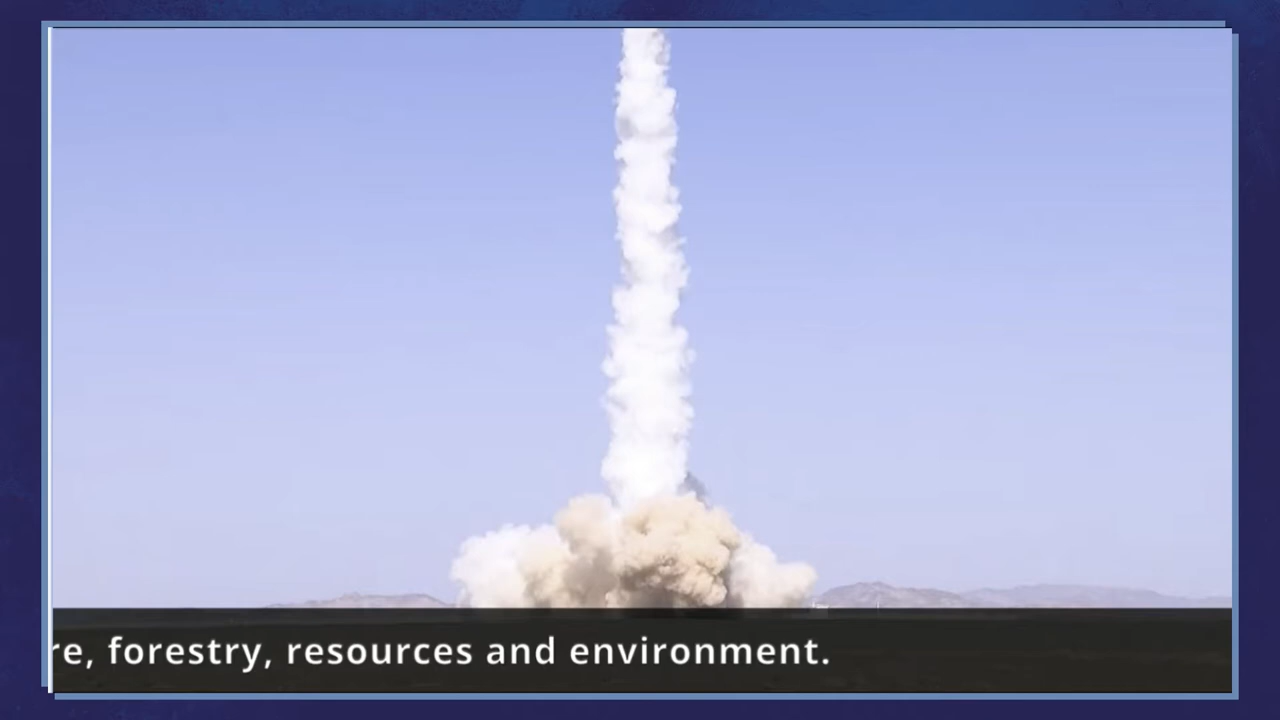 re, forestry, resources and environment.